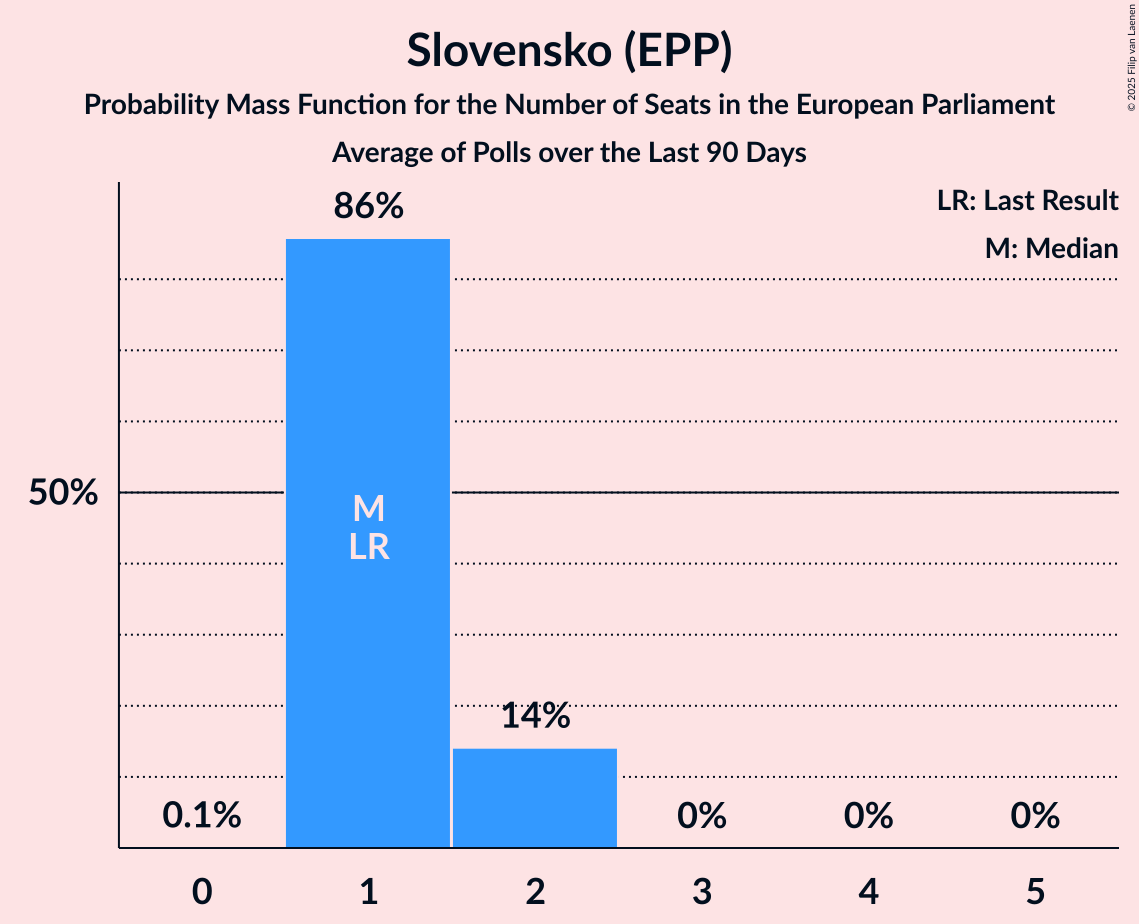 Slovensko (EPP)
Probability Mass Function for the Number of Seats in the European Parliament
Average of Polls over the Last 90 Days
© 2025 Filip van Laenen
LR: Last Result
M: Median
86%
50%
M
LR
14%
0.1%
0%
0%
0%
0
1
2
3
4
5